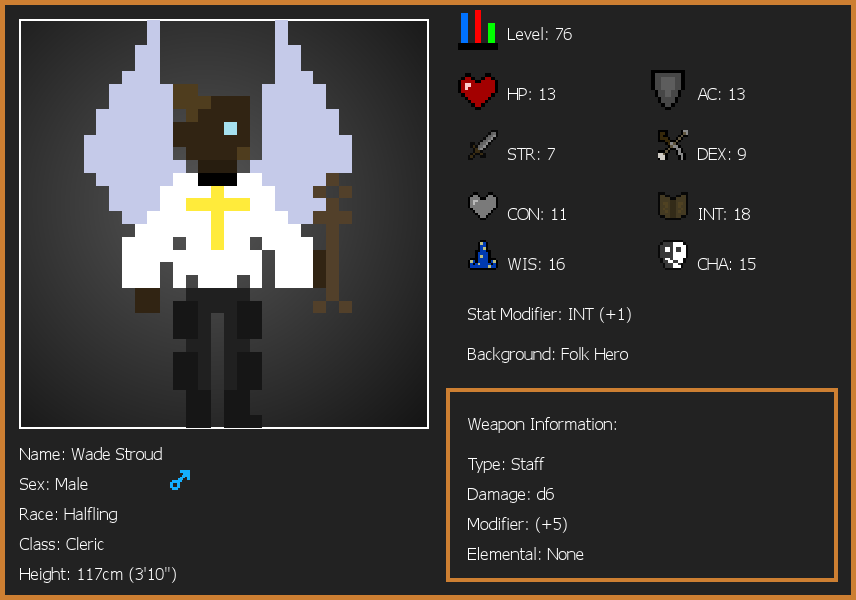 Level: 76
HP: 13
AC: 13
STR: 7
DEX: 9
CON: 11
INT: 18
WIS: 16
CHA: 15
Stat Modifier: INT (+1)
Background: Folk Hero
Weapon Information:
Type: Staff
Damage: d6
Modifier: (+5)
Elemental: None
Name: Wade Stroud
Sex: Male
Race: Halfling
Class: Cleric
Height: 117cm (3'10")